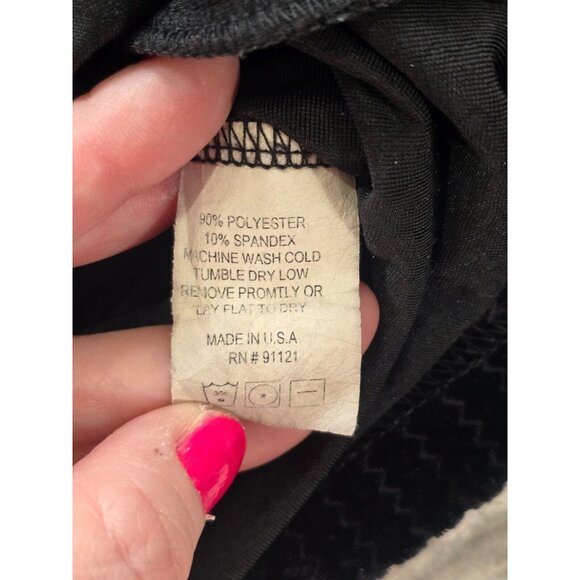 90% POLYESTER
10% SPANDEX
MACHINE WASH COLD
TUMBLE DRY LOW
REMOVE PROMTLY OR
LAY FLAT TO DRY
MADE IN U.S.A
RN # 91121